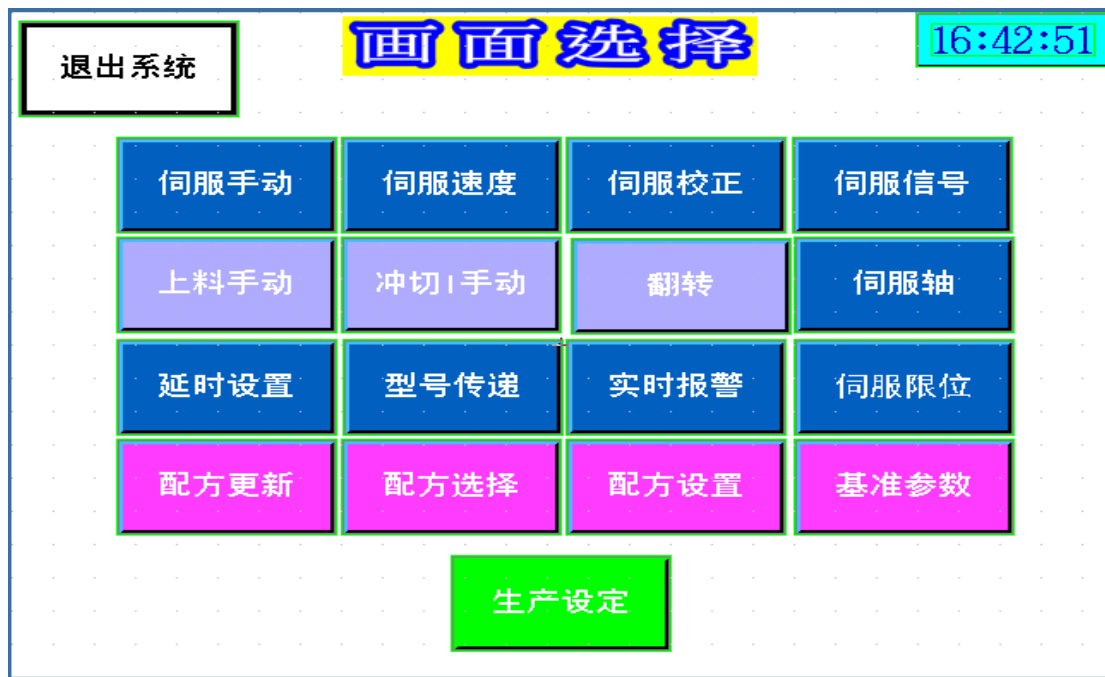 画面选择
16:42:51
退出系统
伺服手动 伺服速度 伺服校正 伺服信号
上料手动 冲切I手动 翻转 伺服轴
延时设置 型号传递 实时报警 伺服限位
配方更新 配方选择 配方设置 基准参数
生产设定